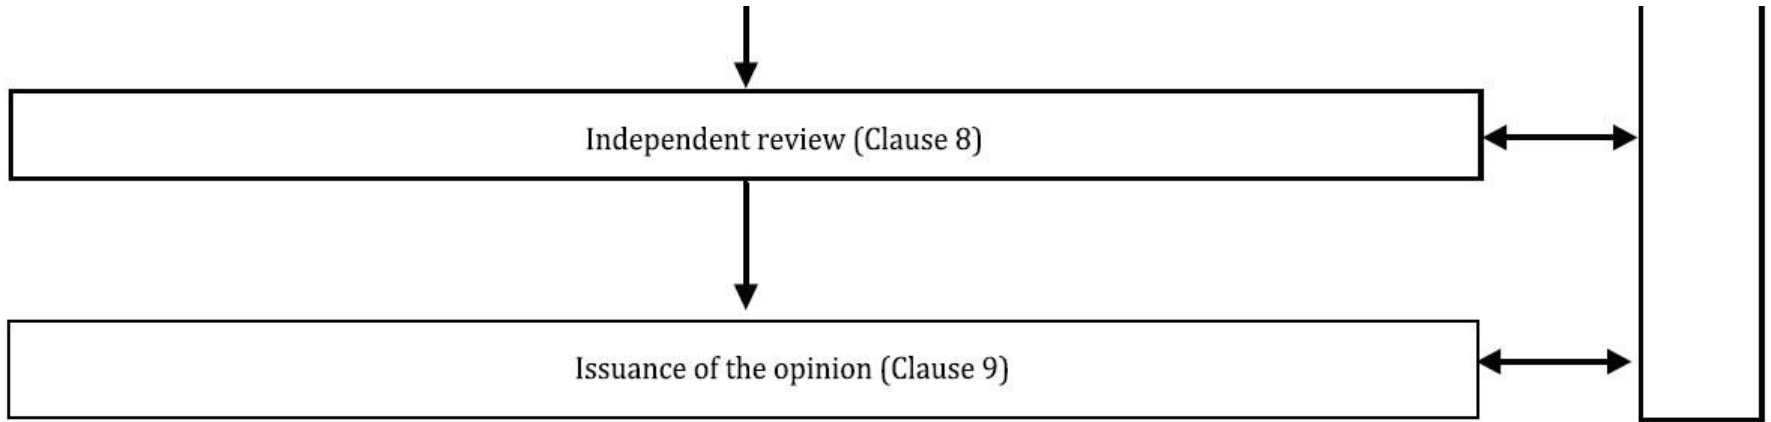 Independent review (Clause 8)
Issuance of the opinion (Clause 9)